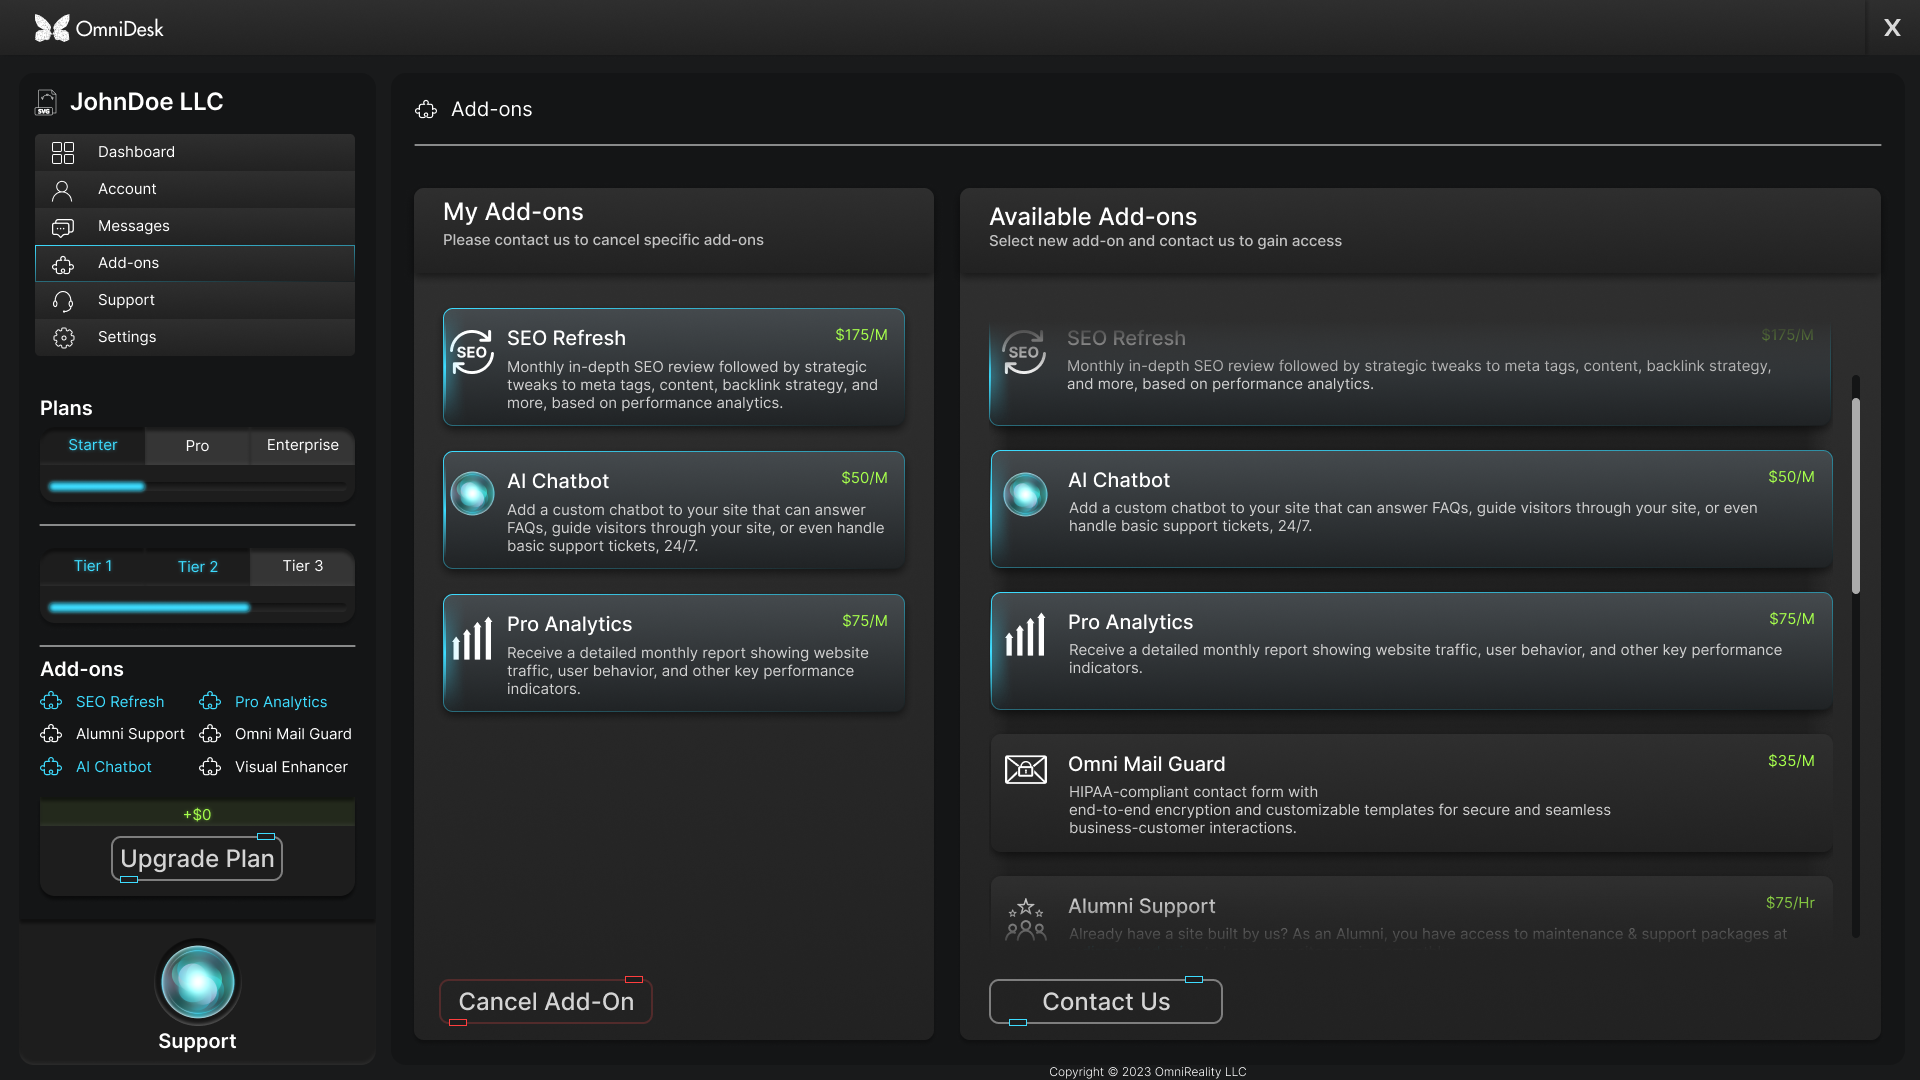 OmniDesk
X
SVG
JohnDoe LLC
Dashboard
Account
Messages
Add-ons
Support
Settings
Plans
Starter
Pro
Enterprise
Tier 1
Tier 2
Tier 3
Add-ons
SEO Refresh
Pro Analytics
Alumni Support
Omni Mail Guard
AI Chatbot
Visual Enhancer
+$0
Upgrade Plan
Support
Add-ons
My Add-ons
Please contact us to cancel specific add-ons
SEO
SEO Refresh
$175/M
Monthly in-depth SEO review followed by strategic
tweaks to meta tags, content, backlink strategy, and
more, based on performance analytics.
AI Chatbot
$50/M
Add a custom chatbot to your site that can answer
FAQs, guide visitors through your site, or even handle
basic support tickets, 24/7.
Pro Analytics
$75/M
Receive a detailed monthly report showing website
traffic, user behavior, and other key performance
indicators.
Cancel Add-On
Available Add-ons
Select new add-on and contact us to gain access
SEO
SEO Refresh
$175/M
Monthly in-depth SEO review followed by strategic tweaks to meta tags, content, backlink strategy,
and more, based on performance analytics.
AI Chatbot
$50/M
Add a custom chatbot to your site that can answer FAQs, guide visitors through your site, or even
handle basic support tickets, 24/7.
Pro Analytics
$75/M
Receive a detailed monthly report showing website traffic, user behavior, and other key performance
indicators.
Omni Mail Guard
$35/M
HIPAA-compliant contact form with
end-to-end encryption and customizable templates for secure and seamless
business-customer interactions.
Alumni Support
$75/Hr
Already have a site built by us? As an Alumni, you have access to maintenance & support packages at
Contact Us
Copyright © 2023 OmniReality LLC